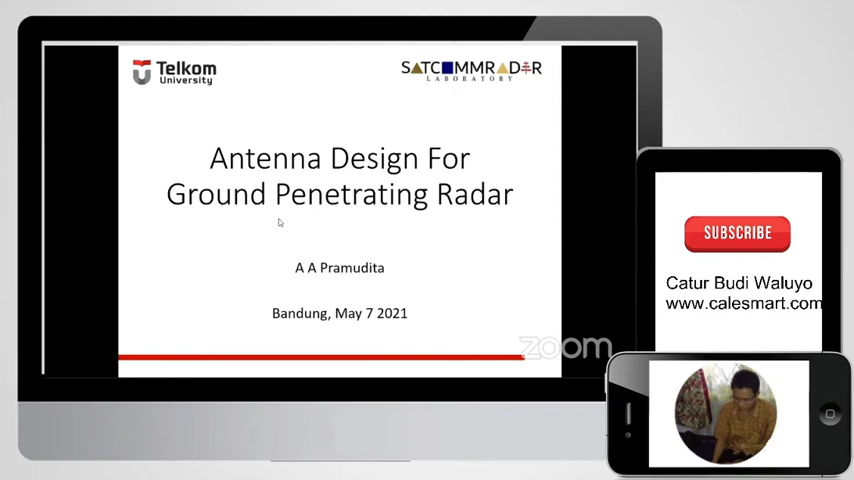 Telkom
University
SATCOMMRADAR
LABORATORY
Antenna Design For
Ground Penetrating Radar
A A Pramudita
Bandung, May 7 2021
zoom
SUBSCRIBE
Catur Budi Waluyo
www.calesmart.com